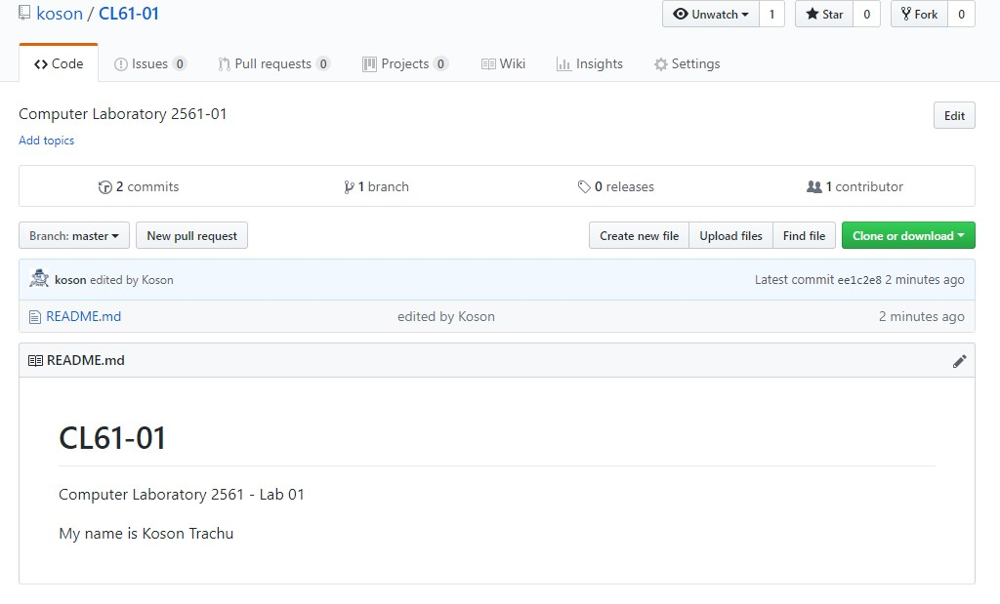 koson / CL61-01 Unwatch 1 Star 0 Fork 0
Code Issues 0 Pull requests 0 Projects 0 Wiki Insights Settings
Computer Laboratory 2561-01 Edit
Add topics
2 commits 1 branch 0 releases 1 contributor
Branch: master New pull request Create new file Upload files Find file Clone or download
koson edited by Koson Latest commit ee1c2e8 2 minutes ago
README.md edited by Koson 2 minutes ago
README.md
CL61-01
Computer Laboratory 2561 - Lab 01
My name is Koson Trachu